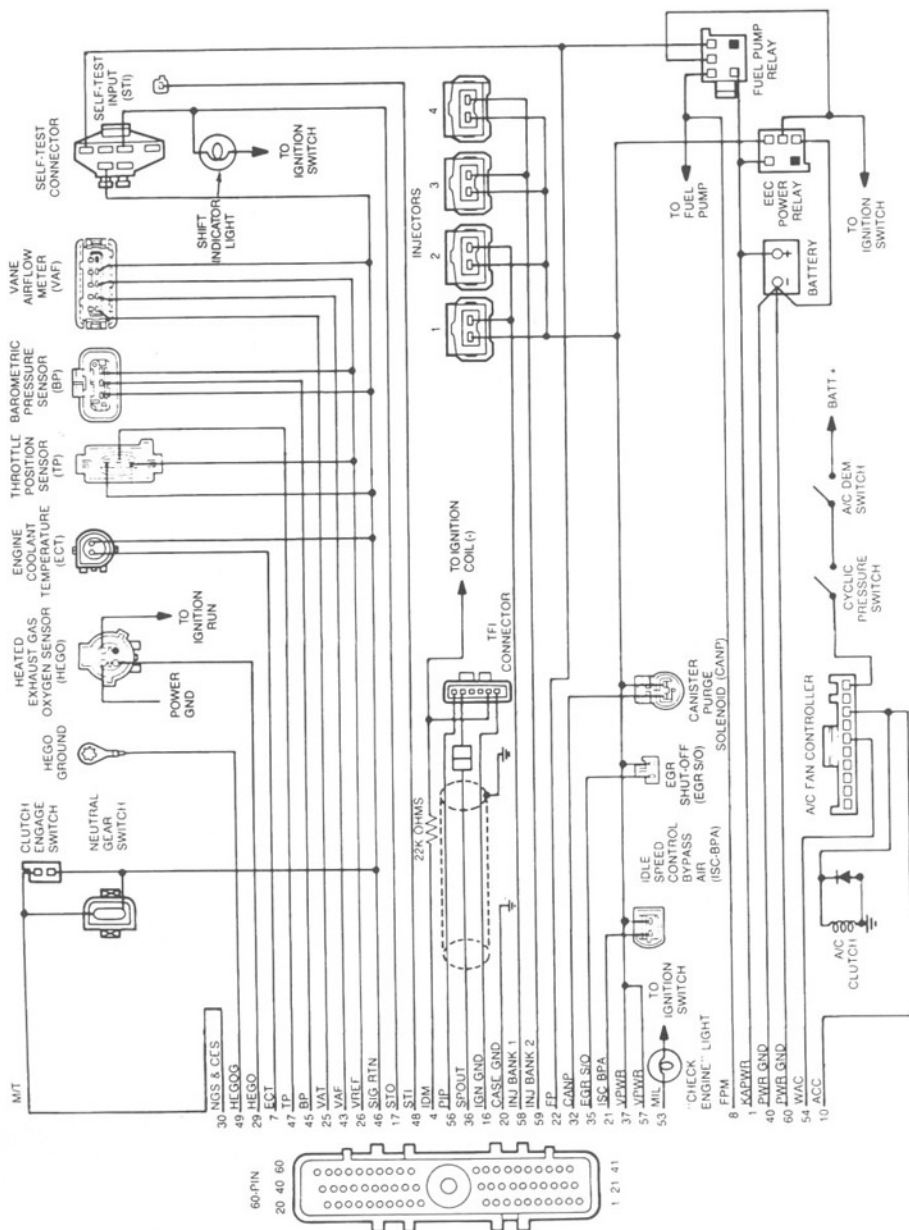 M/T
CLUTCH
ENGAGE
SWITCH
NEUTRAL
GEAR
SWITCH
HEGO
GROUND
HEATED
EXHAUST GAS
OXYGEN SENSOR
(HEGO)
POWER
GND
TO
IGNITION
RUN
ENGINE
COOLANT
TEMPERATURE
(ECT)
THROTTLE
POSITION
SENSOR
(TP)
BAROMETRIC
PRESSURE
SENSOR
(BP)
VANE
AIRFLOW
METER
(VAF)
SELF-TEST
CONNECTOR
SELF-TEST
INPUT
(STI)
SHIFT
INDICATOR
LIGHT
TO
IGNITION
SWITCH
60-PIN
20 40 60
1 21 41
30 NGS & CES
49 HEGOG
29 HEGO
7 ECT
47 TP
45 BP
25 VAT
43 VAF
26 VREF
46 SIG RTN
17 STO
48 STI
4 IDM
56 PIP
36 SPOUT
16 IGN GND
20 CASE GND
58 INJ BANK 1
59 INJ BANK 2
22 FP
32 CANP
35 EGR S/O
21 ISC BPA
37 VPWR
57 VPWR
53 MIL
"CHECK
ENGINE" LIGHT
8 FPM
1 KAPWR
40 PWR GND
60 PWR GND
54 WAC
10 ACC
22K OHMS
TO IGNITION
COIL (-)
TFI
CONNECTOR
INJECTORS
1
2
3
4
TO
IGNITION
SWITCH
IDLE
SPEED
CONTROL
BYPASS
AIR
(ISC-BPA)
EGR
SHUT-OFF
(EGR S/O)
CANISTER
PURGE
SOLENOID (CANP)
TO
FUEL
PUMP
FUEL PUMP
RELAY
EEC
POWER
RELAY
- +
BATTERY
TO
IGNITION
SWITCH
A/C
CLUTCH
A/C FAN CONTROLLER
CYCLIC
PRESSURE
SWITCH
A/C DEM
SWITCH
BATT +